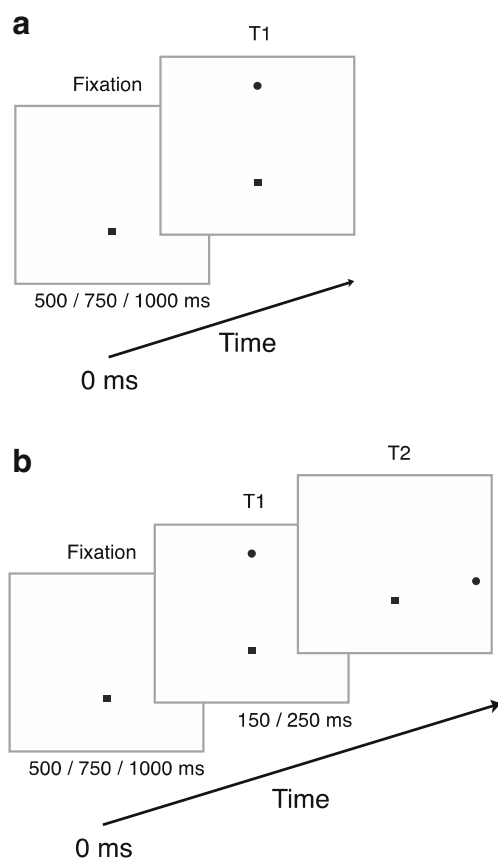 a
T1
Fixation
500 / 750 / 1000 ms
Time
0 ms
b
T2
T1
Fixation
150 / 250 ms
500 / 750 / 1000 ms
Time
0 ms